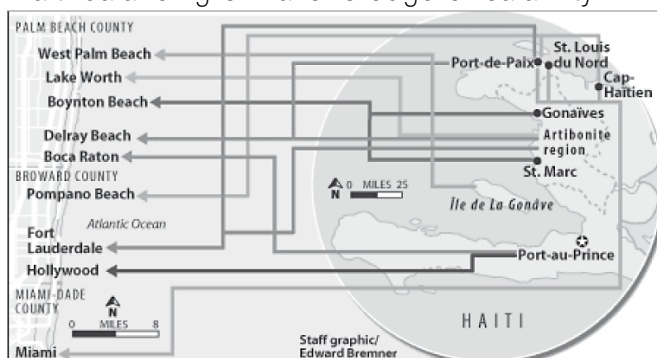 PALM BEACH COUNTY
West Palm Beach
Lake Worth
Boynton Beach
Delray Beach
Boca Raton
BROWARD COUNTY
Pompano Beach
Atlantic Ocean
Fort
Lauderdale
Hollywood
MIAMI-DADE
COUNTY
N
0 MILES 8
Miami
Port-de-Paix
St. Louis
du Nord
Cap-
Haïtien
Gonaïves
Artibonite
region
St. Marc
0 MILES 25
N
Île de La Gonâve
Port-au-Prince
HAITI
Staff graphic/
Edward Bremner